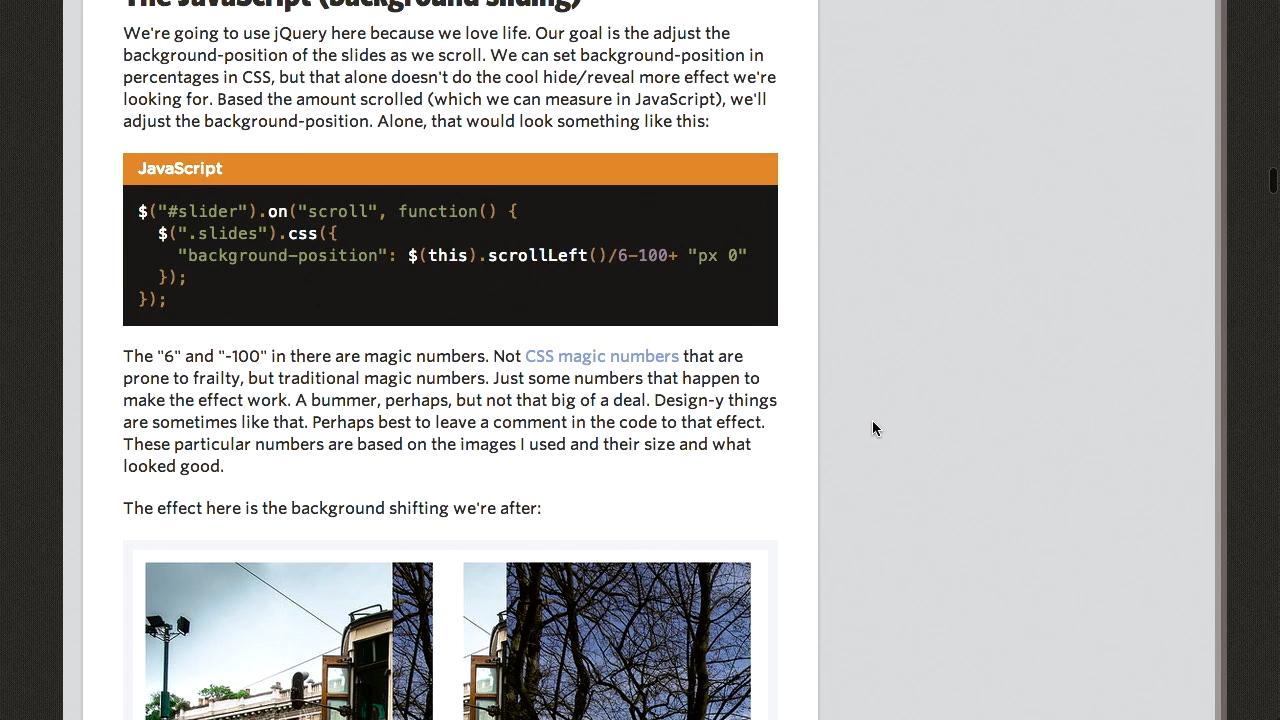 The JavaScript (Background Sliding)
We're going to use jQuery here because we love life. Our goal is the adjust the
background-position of the slides as we scroll. We can set background-position in
percentages in CSS, but that alone doesn't do the cool hide/reveal more effect we're
looking for. Based the amount scrolled (which we can measure in JavaScript), we'll
adjust the background-position. Alone, that would look something like this:
JavaScript
$("#slider").on("scroll", function() {
  $(".slides").css({
    "background-position": $(this).scrollLeft()/6-100+ "px 0"
  });
});
The "6" and "-100" in there are magic numbers. Not CSS magic numbers that are
prone to frailty, but traditional magic numbers. Just some numbers that happen to
make the effect work. A bummer, perhaps, but not that big of a deal. Design-y things
are sometimes like that. Perhaps best to leave a comment in the code to that effect.
These particular numbers are based on the images I used and their size and what
looked good.
The effect here is the background shifting we're after: